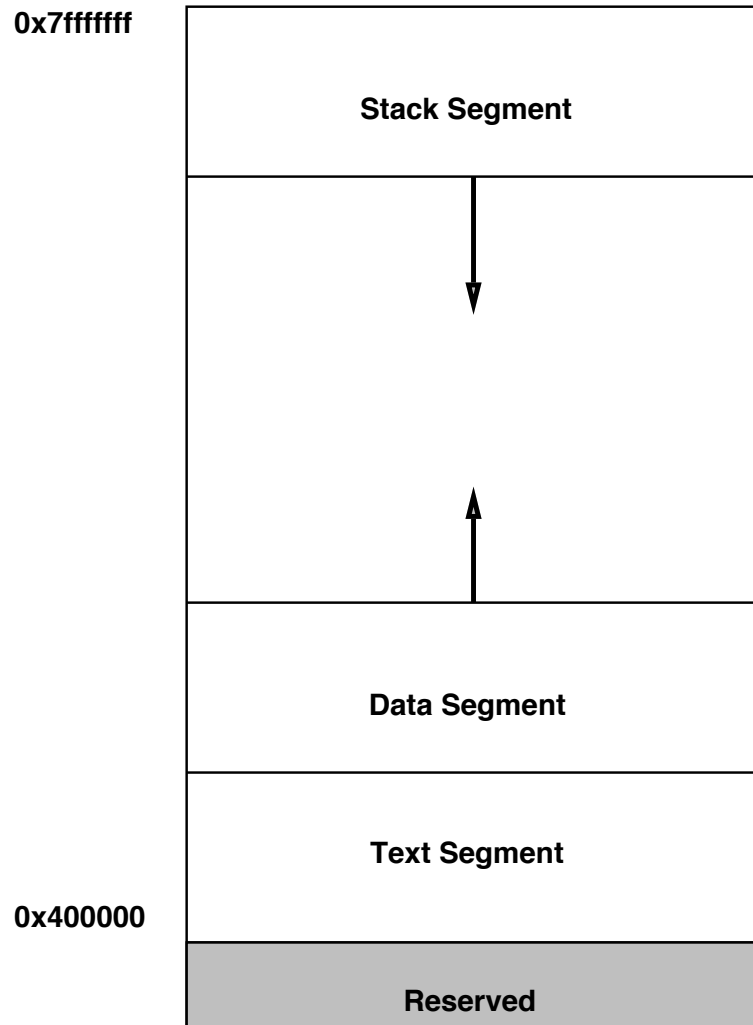 0x7fffffff
Stack Segment
Data Segment
Text Segment
0x400000
Reserved